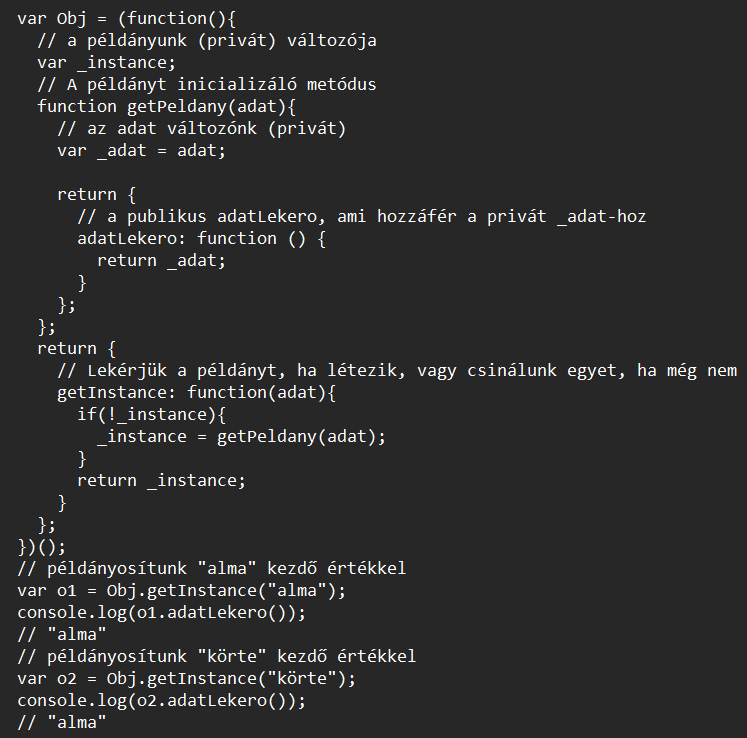 var Obj = (function(){
  // a példányunk (privát) változója
  var _instance;
  // A példányt inicializáló metódus
  function getPeldany(adat){
    // az adat változónk (privát)
    var _adat = adat;

    return {
      // a publikus adatLekero, ami hozzáfér a privát _adat-hoz
      adatLekero: function () {
        return _adat;
      }
    };
  };
  return {
    // Lekérjük a példányt, ha létezik, vagy csinálunk egyet, ha még nem
    getInstance: function(adat){
      if(!_instance){
        _instance = getPeldany(adat);
      }
      return _instance;
    }
  };
})();
// példányosítunk "alma" kezdő értékkel
var o1 = Obj.getInstance("alma");
console.log(o1.adatLekero());
// "alma"
// példányosítunk "körte" kezdő értékkel
var o2 = Obj.getInstance("körte");
console.log(o2.adatLekero());
// "alma"